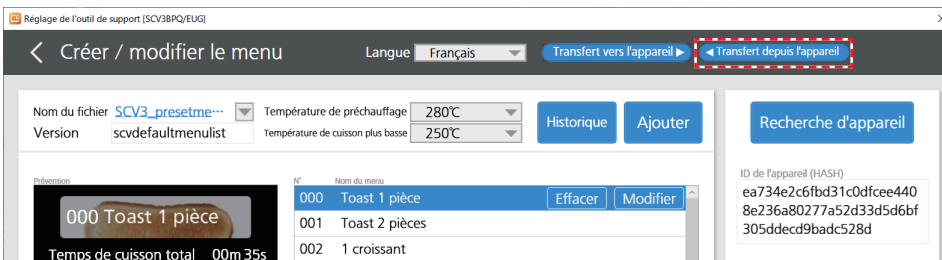 Réglage de l'outil de support [SCV3BPQ/EUG]
Créer / modifier le menu
Langue Français
Transfert vers l'appareil ▶
◀ Transfert depuis l'appareil
Nom du fichier SCV3_presetme…
Température de préchauffage 280℃
Version scvdefaultmenulist
Température de cuisson plus basse 250℃
Historique
Ajouter
Recherche d'appareil
Prévention
000 Toast 1 pièce
Temps de cuisson total 00m 35s
N° Nom du menu
000 Toast 1 pièce Effacer Modifier
001 Toast 2 pièces
002 1 croissant
ID de l'appareil (HASH)
ea734e2c6fbd31c0dfcee440
8e236a80277a52d33d5d6bf
305ddecd9badc528d